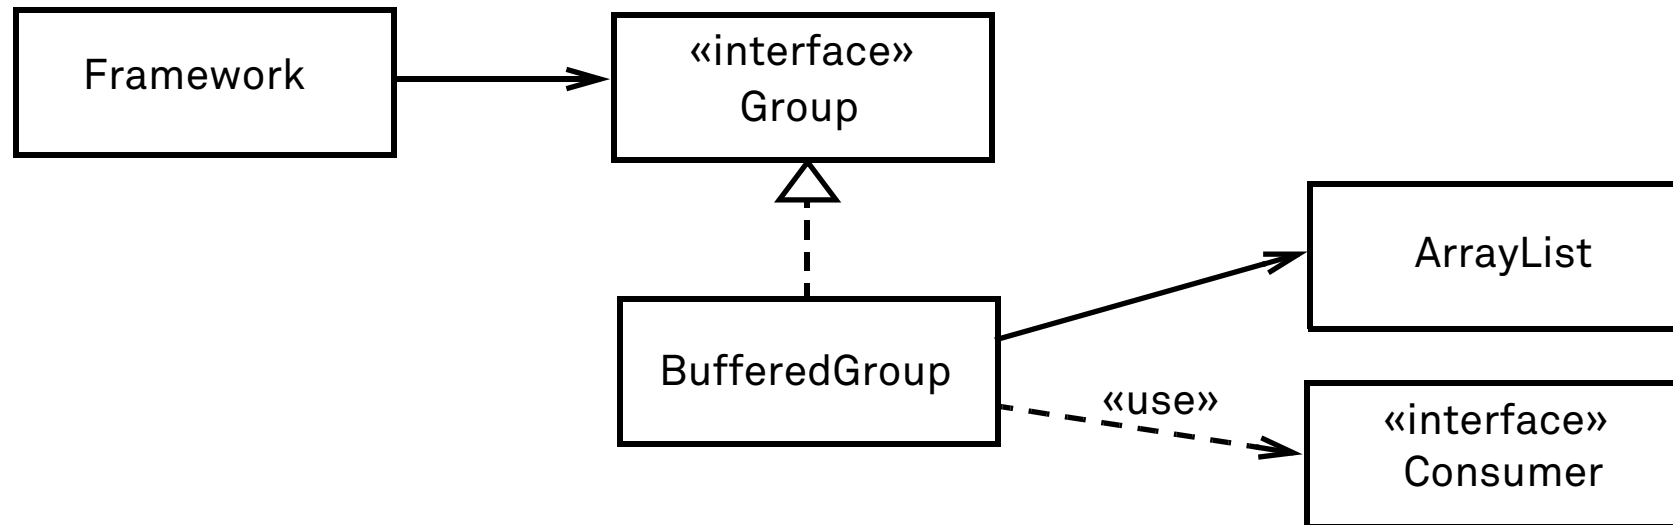 Framework
«interface»
Group
ArrayList
BufferedGroup
«use»
«interface»
Consumer